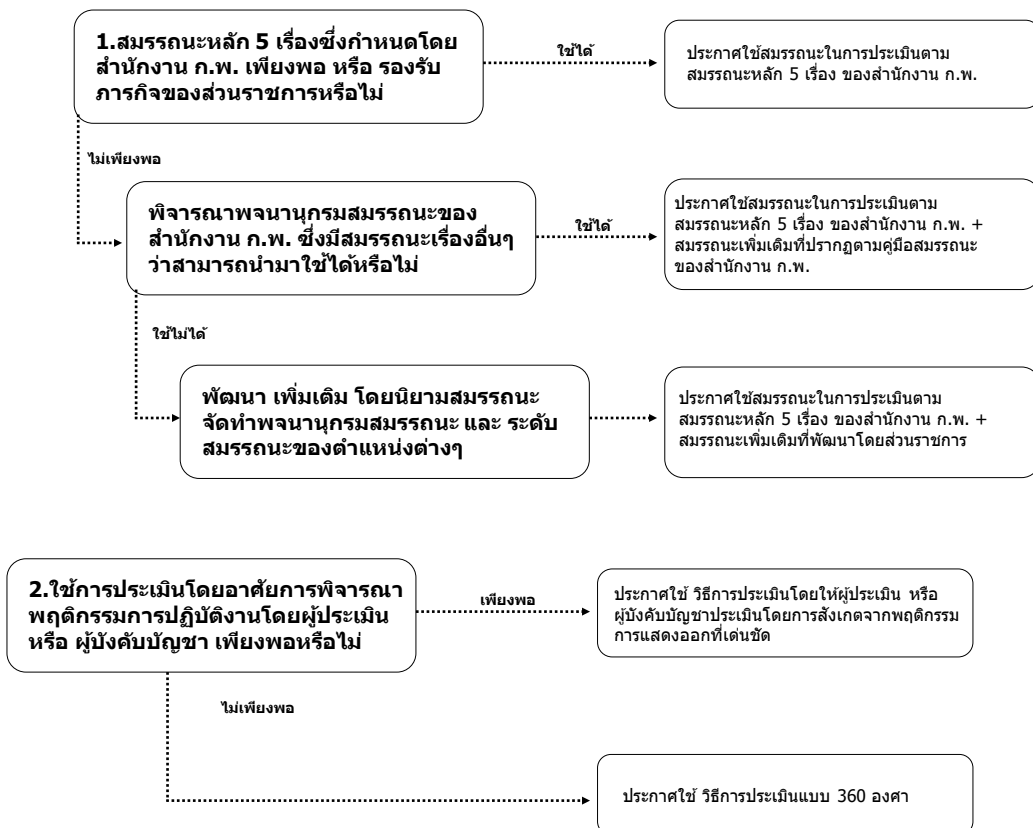 1.สมรรถนะหลัก 5 เรื่องซึ่งกำหนดโดย
สำนักงาน ก.พ. เพียงพอ หรือ รองรับ
ภารกิจของส่วนราชการหรือไม่
ใช้ได้
ประกาศใช้สมรรถนะในการประเมินตาม
สมรรถนะหลัก 5 เรื่อง ของสำนักงาน ก.พ.
ไม่เพียงพอ
พิจารณาพจนานุกรมสมรรถนะของ
สำนักงาน ก.พ. ซึ่งมีสมรรถนะเรื่องอื่นๆ
ว่าสามารถนำมาใช้ได้หรือไม่
ใช้ได้
ประกาศใช้สมรรถนะในการประเมินตาม
สมรรถนะหลัก 5 เรื่อง ของสำนักงาน ก.พ. +
สมรรถนะเพิ่มเติมที่ปรากฏตามคู่มือสมรรถนะ
ของสำนักงาน ก.พ.
ใช้ไม่ได้
พัฒนา เพิ่มเติม โดยนิยามสมรรถนะ
จัดทำพจนานุกรมสมรรถนะ และ ระดับ
สมรรถนะของตำแหน่งต่างๆ
ประกาศใช้สมรรถนะในการประเมินตาม
สมรรถนะหลัก 5 เรื่อง ของสำนักงาน ก.พ. +
สมรรถนะเพิ่มเติมที่พัฒนาโดยส่วนราชการ
2.ใช้การประเมินโดยอาศัยการพิจารณา
พฤติกรรมการปฏิบัติงานโดยผู้ประเมิน
หรือ ผู้บังคับบัญชา เพียงพอหรือไม่
เพียงพอ
ประกาศใช้ วิธีการประเมินโดยให้ผู้ประเมิน หรือ
ผู้บังคับบัญชาประเมินโดยการสังเกตจากพฤติกรรม
การแสดงออกที่เด่นชัด
ไม่เพียงพอ
ประกาศใช้ วิธีการประเมินแบบ 360 องศา